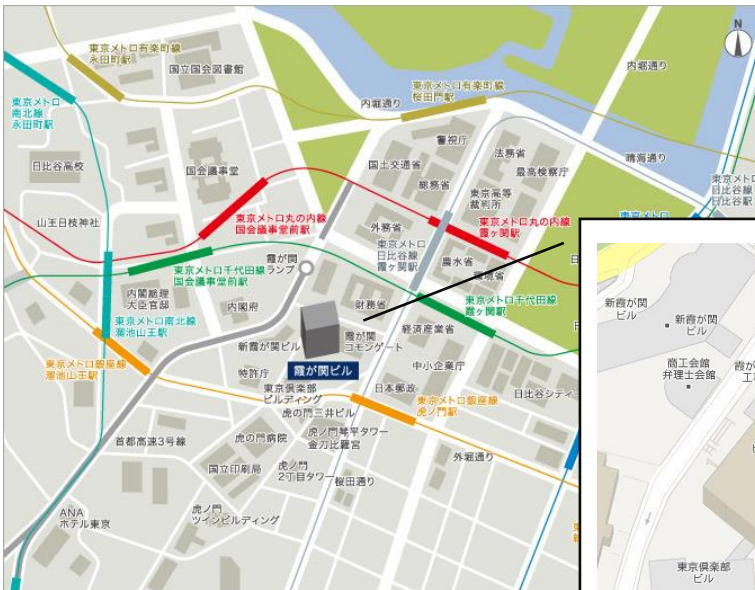 東京メトロ有楽町線
永田町駅
国立国会図書館
東京メトロ
南北線
永田町駅
内堀通り
東京メトロ有楽町線
桜田門駅
内堀通り
N
日比谷高校
国会議事堂
警視庁
国土交通省
総務省
法務省
最高検察庁
東京高等
裁判所
晴海通り
東京メトロ
日比谷線
日比谷駅
山王日枝神社
東京メトロ丸の内線
国会議事堂前駅
外務省
東京メトロ丸の内線
霞ヶ関駅
東京メトロ
日比谷線
霞ヶ関駅
農水省
環境省
東京メトロ千代田線
国会議事堂前駅
霞が関
ランプ
内閣総理
大臣官邸
内閣府
財務省
東京メトロ千代田線
霞ヶ関駅
経済産業省
東京メトロ南北線
溜池山王駅
東京メトロ銀座線
溜池山王駅
新霞が関ビル
霞が関
コモンゲート
霞が関ビル
特許庁
中小企業庁
東京倶楽部
ビルディング
日本郵政
日比谷シティ
虎の門三井ビル
東京メトロ銀座線
虎ノ門駅
首都高速3号線
虎の門病院
虎ノ門琴平タワー
金刀比羅宮
外堀通り
国立印刷局
虎ノ門
2丁目タワー
桜田通り
虎ノ門
ツインビルディング
ANA
ホテル東京
新霞が関
ビル
新霞が関
ビル
商工会館
弁理士会館
東京倶楽部
ビル